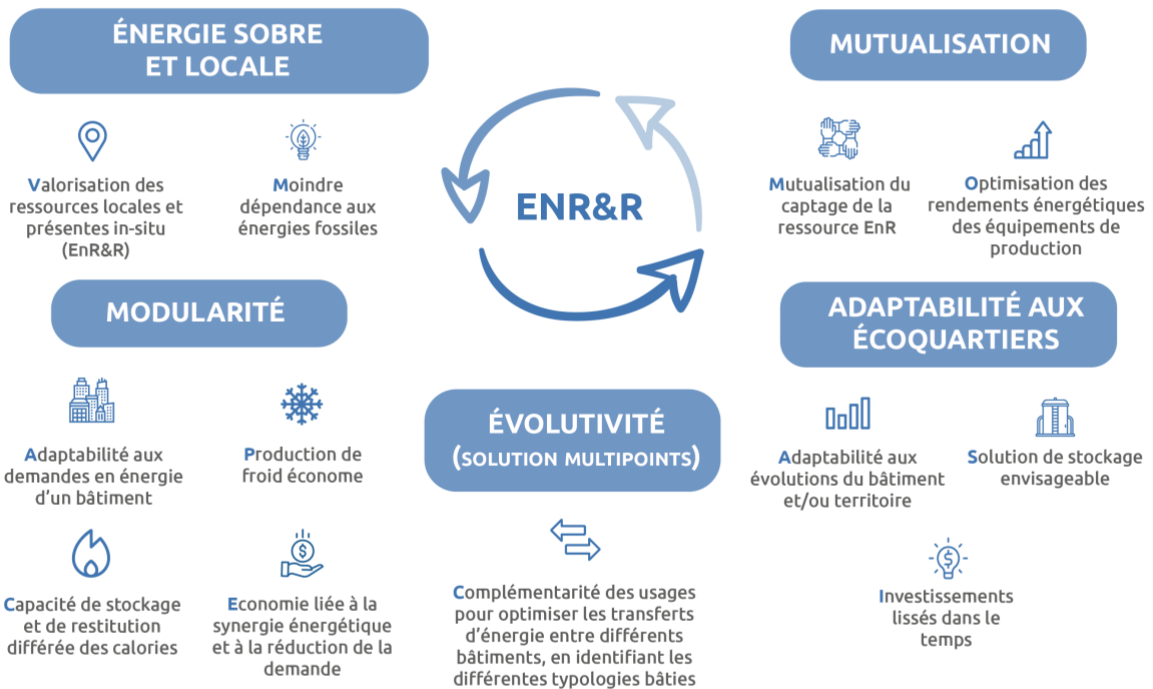 ÉNERGIE SOBRE
ET LOCALE
Valorisation des
ressources locales et
présentes in-situ
(EnR&R)
Moindre
dépendance aux
énergies fossiles
ENR&R
MUTUALISATION
Mutualisation du
captage de la
ressource EnR
Optimisation des
rendements énergétiques
des équipements de
production
MODULARITÉ
Adaptabilité aux
demandes en énergie
d'un bâtiment
Production de
froid économe
Capacité de stockage
et de restitution
différée des calories
Economie liée à la
synergie énergétique
et à la réduction de la
demande
ÉVOLUTIVITÉ
(SOLUTION MULTIPOINTS)
Complémentarité des usages
pour optimiser les transferts
d'énergie entre différents
bâtiments, en identifiant les
différentes typologies bâties
ADAPTABILITÉ AUX
ÉCOQUARTIERS
Adaptabilité aux
évolutions du bâtiment
et/ou territoire
Solution de stockage
envisageable
Investissements
lissés dans le
temps